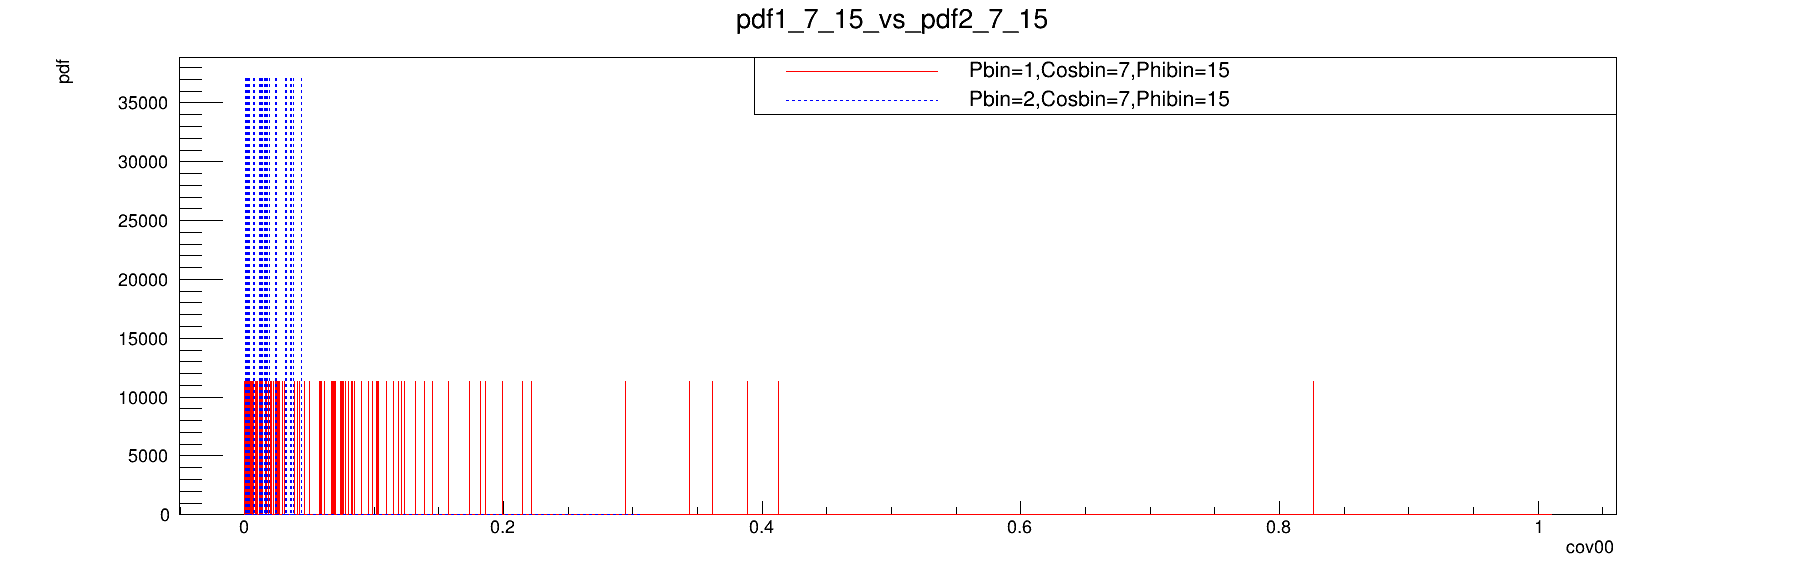 pdf1_7_15_vs_pdf2_7_15
pdf
Pbin=1,Cosbin=7,Phibin=15
Pbin=2,Cosbin=7,Phibin=15
35000
30000
25000
20000
15000
10000
5000
0
0 0.2 0.4 0.6 0.8 1
cov00